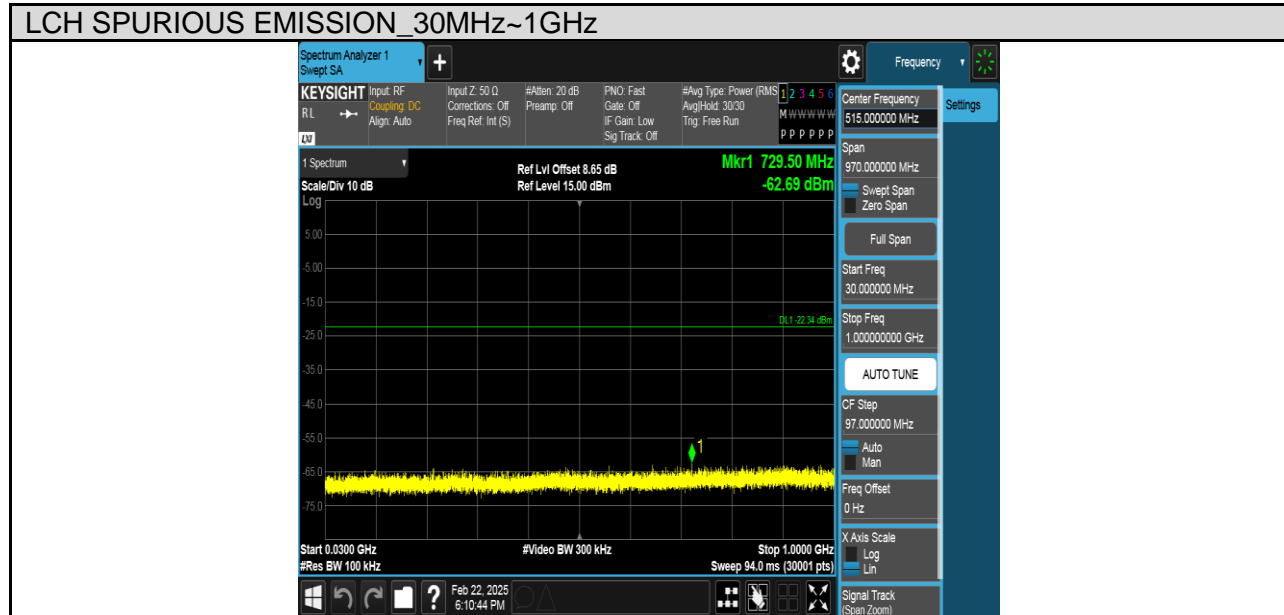 LCH SPURIOUS EMISSION_30MHz~1GHz
Spectrum Analyzer 1
Swept SA
+
Frequency
KEYSIGHT
RL
LXI
Input: RF
Coupling: DC
Align: Auto
Input Z: 50 Ω
Corrections: Off
Freq Ref: Int (S)
#Atten: 20 dB
Preamp: Off
PNO: Fast
Gate: Off
IF Gain: Low
Sig Track: Off
#Avg Type: Power (RMS
Avg|Hold: 30/30
Trig: Free Run
1 2 3 4 5 6
M W W W W W
P P P P P P
1 Spectrum
Scale/Div 10 dB
Log
Ref Lvl Offset 8.65 dB
Ref Level 15.00 dBm
Mkr1 729.50 MHz
-62.69 dBm
5.00
-5.00
-15.0
DL1 -22.34 dBm
-25.0
-35.0
-45.0
-55.0
1
-65.0
-75.0
Start 0.0300 GHz
#Res BW 100 kHz
#Video BW 300 kHz
Stop 1.0000 GHz
Sweep 94.0 ms (30001 pts)
?
Feb 22, 2025
6:10:44 PM
Center Frequency
515.000000 MHz
Settings
Span
970.000000 MHz
Swept Span
Zero Span
Full Span
Start Freq
30.000000 MHz
Stop Freq
1.000000000 GHz
AUTO TUNE
CF Step
97.000000 MHz
Auto
Man
Freq Offset
0 Hz
X Axis Scale
Log
Lin
Signal Track
(Span Zoom)